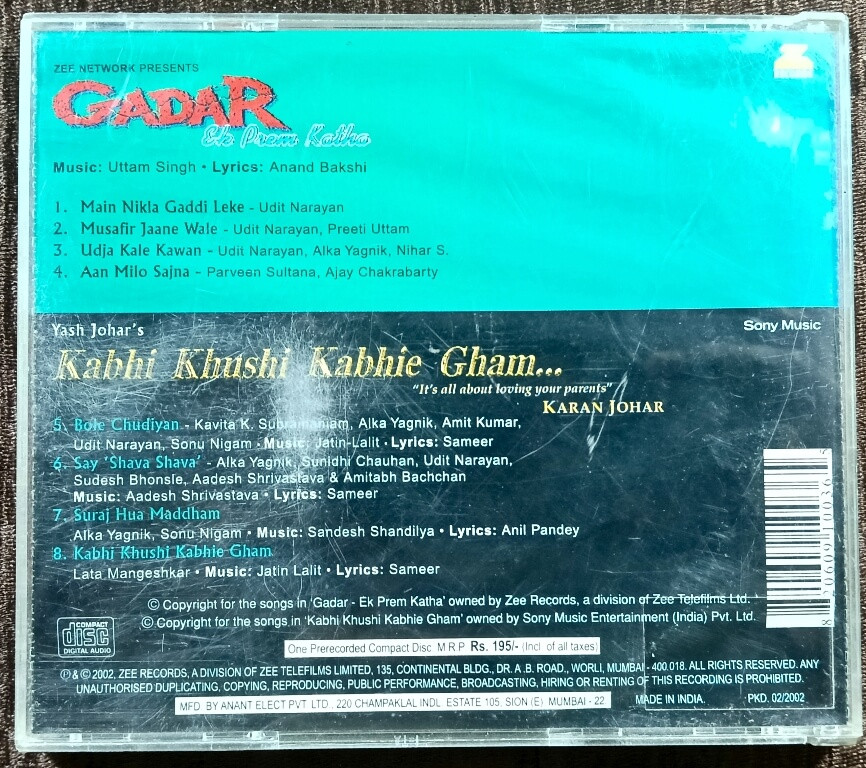 ZEE NETWORK PRESENTS
GADAR
Ek Prem Katha
Music: Uttam Singh • Lyrics: Anand Bakshi
1. Main Nikla Gaddi Leke - Udit Narayan
2. Musafir Jaane Wale - Udit Narayan, Preeti Uttam
3. Udja Kale Kawan - Udit Narayan, Alka Yagnik, Nihar S.
4. Aan Milo Sajna - Parveen Sultana, Ajay Chakrabarty
Yash Johar's
Sony Music
Kabhi Khushi Kabhie Gham...
"It's all about loving your parents"
KARAN JOHAR
5. Bole Chudiyan - Kavita K. Subramaniam, Alka Yagnik, Amit Kumar,
Udit Narayan, Sonu Nigam • Music: Jatin-Lalit • Lyrics: Sameer
6. Say 'Shava Shava' - Alka Yagnik, Sunidhi Chauhan, Udit Narayan,
Sudesh Bhonsle, Aadesh Shrivastava & Amitabh Bachchan
Music: Aadesh Shrivastava • Lyrics: Sameer
7. Suraj Hua Maddham
Alka Yagnik, Sonu Nigam • Music: Sandesh Shandilya • Lyrics: Anil Pandey
8. Kabhi Khushi Kabhie Gham
Lata Mangeshkar • Music: Jatin Lalit • Lyrics: Sameer
© Copyright for the songs in 'Gadar - Ek Prem Katha' owned by Zee Records, a division of Zee Telefilms Ltd.
© Copyright for the songs in 'Kabhi Khushi Kabhie Gham' owned by Sony Music Entertainment (India) Pvt. Ltd.
COMPACT
disc
DIGITAL AUDIO
One Prerecorded Compact Disc M R P Rs. 195/- (Incl. of all taxes)
℗ & © 2002, ZEE RECORDS, A DIVISION OF ZEE TELEFILMS LIMITED, 135, CONTINENTAL BLDG., DR. A.B. ROAD., WORLI, MUMBAI - 400.018. ALL RIGHTS RESERVED. ANY
UNAUTHORISED DUPLICATING, COPYING, REPRODUCING, PUBLIC PERFORMANCE, BROADCASTING, HIRING OR RENTING OF THIS RECORDING IS PROHIBITED.
MFD. BY ANANT ELECT PVT. LTD., 220 CHAMPAKLAL INDL. ESTATE 105, SION (E) MUMBAI - 22
MADE IN INDIA.
PKD. 02/2002